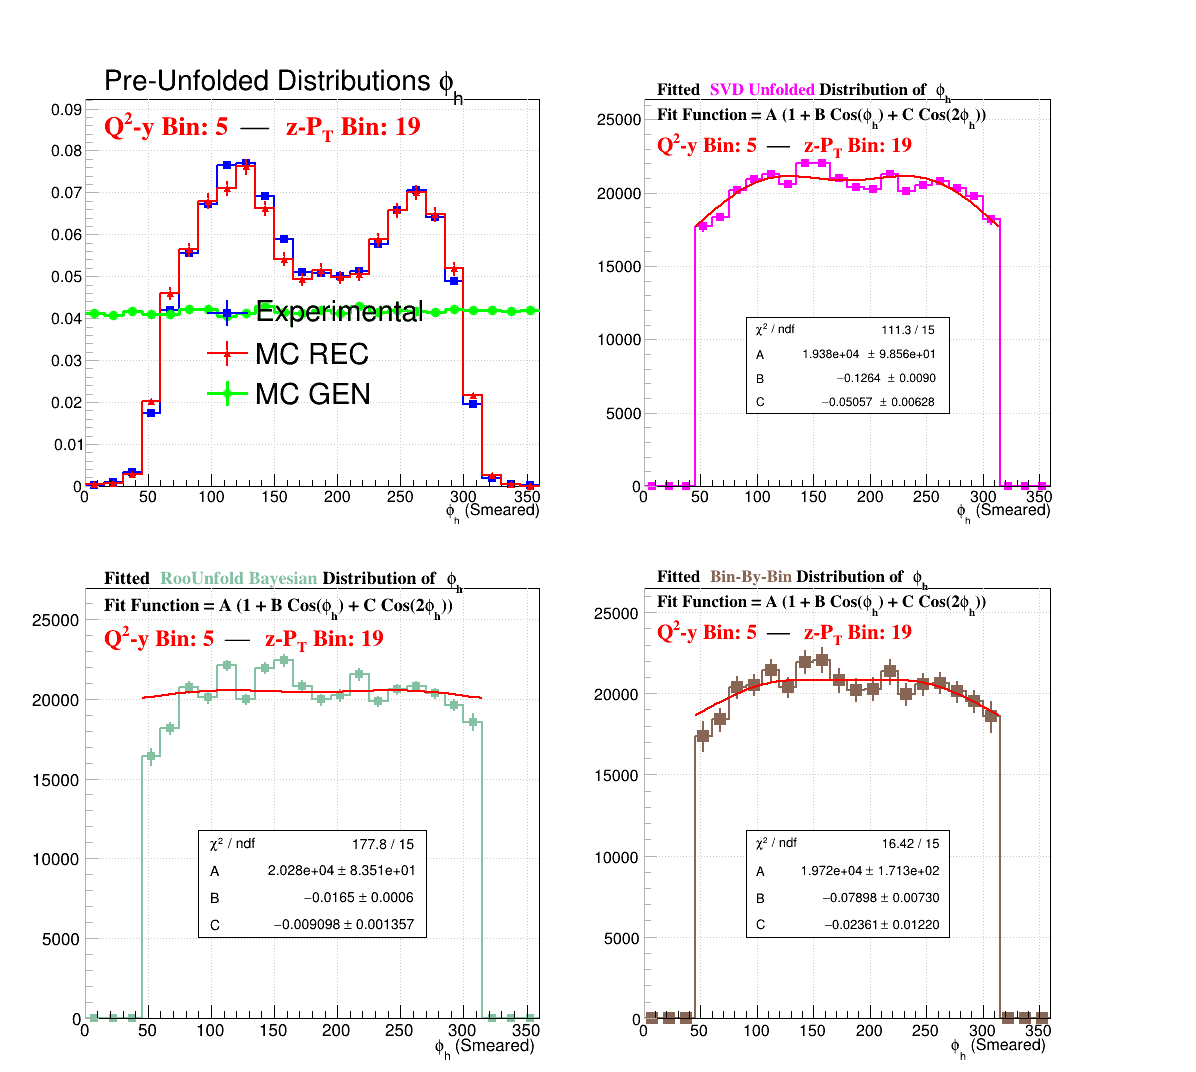 Pre-Unfolded Distributions ϕh
Q²-y Bin: 5 — z-PT Bin: 19
0.09
0.08
0.07
0.06
0.05
0.04
0.03
0.02
0.01
0
Experimental
MC REC
MC GEN
0 50 100 150 200 250 300 350
ϕh (Smeared)
Fitted SVD Unfolded Distribution of ϕh
Fit Function = A (1 + B Cos(ϕh) + C Cos(2ϕh))
Q²-y Bin: 5 — z-PT Bin: 19
25000
20000
15000
10000
5000
0
χ² / ndf 111.3 / 15
A 1.938e+04 ± 9.856e+01
B −0.1264 ± 0.0090
C −0.05057 ± 0.00628
0 50 100 150 200 250 300 350
ϕh (Smeared)
Fitted RooUnfold Bayesian Distribution of ϕh
Fit Function = A (1 + B Cos(ϕh) + C Cos(2ϕh))
Q²-y Bin: 5 — z-PT Bin: 19
25000
20000
15000
10000
5000
0
χ² / ndf 177.8 / 15
A 2.028e+04 ± 8.351e+01
B −0.0165 ± 0.0006
C −0.009098 ± 0.001357
0 50 100 150 200 250 300 350
ϕh (Smeared)
Fitted Bin-By-Bin Distribution of ϕh
Fit Function = A (1 + B Cos(ϕh) + C Cos(2ϕh))
Q²-y Bin: 5 — z-PT Bin: 19
25000
20000
15000
10000
5000
0
χ² / ndf 16.42 / 15
A 1.972e+04 ± 1.713e+02
B −0.07898 ± 0.00730
C −0.02361 ± 0.01220
0 50 100 150 200 250 300 350
ϕh (Smeared)